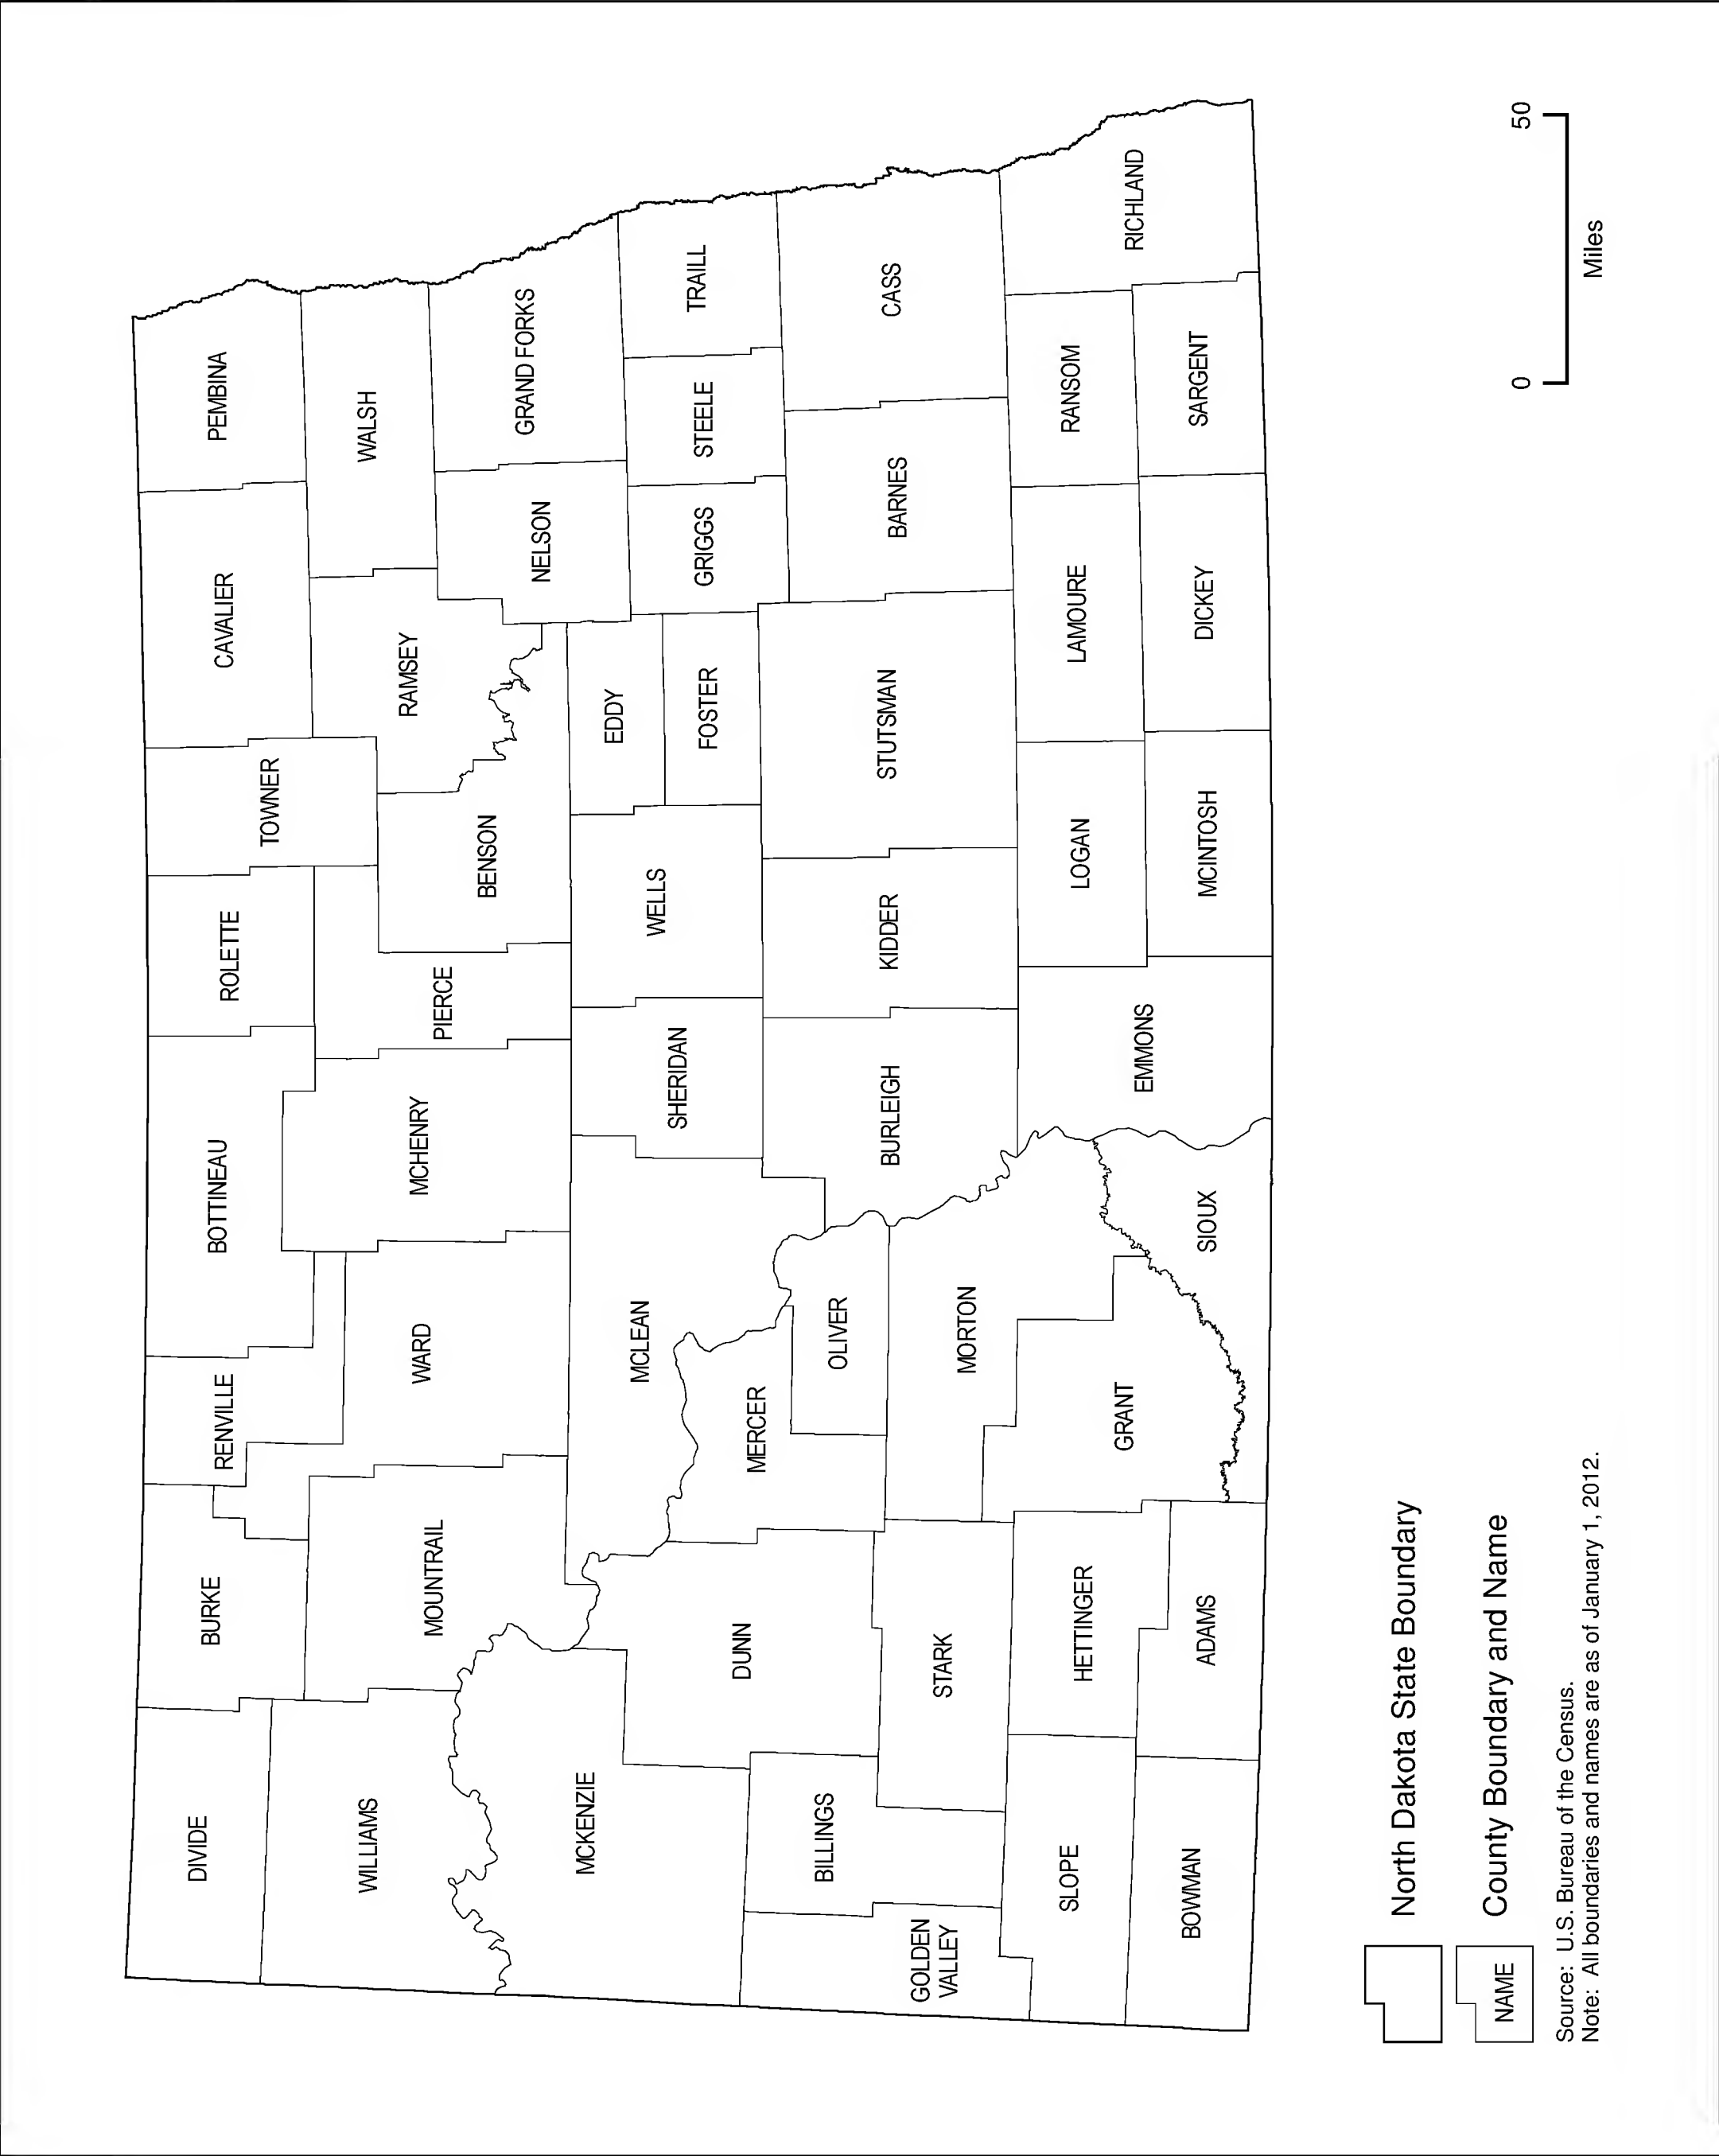 DIVIDE
BURKE
RENVILLE
BOTTINEAU
ROLETTE
TOWNER
CAVALIER
PEMBINA
WILLIAMS
MOUNTRAIL
WARD
MCHENRY
PIERCE
BENSON
RAMSEY
WALSH
MCKENZIE
MCLEAN
SHERIDAN
WELLS
EDDY
FOSTER
NELSON
GRAND FORKS
GRIGGS
STEELE
TRAILL
BILLINGS
DUNN
MERCER
OLIVER
BURLEIGH
KIDDER
STUTSMAN
BARNES
CASS
GOLDEN
VALLEY
STARK
MORTON
SLOPE
HETTINGER
GRANT
EMMONS
LOGAN
LAMOURE
RANSOM
RICHLAND
BOWMAN
ADAMS
SIOUX
MCINTOSH
DICKEY
SARGENT
North Dakota State Boundary
NAME
County Boundary and Name
Source: U.S. Bureau of the Census.
Note: All boundaries and names are as of January 1, 2012.
0
50
Miles